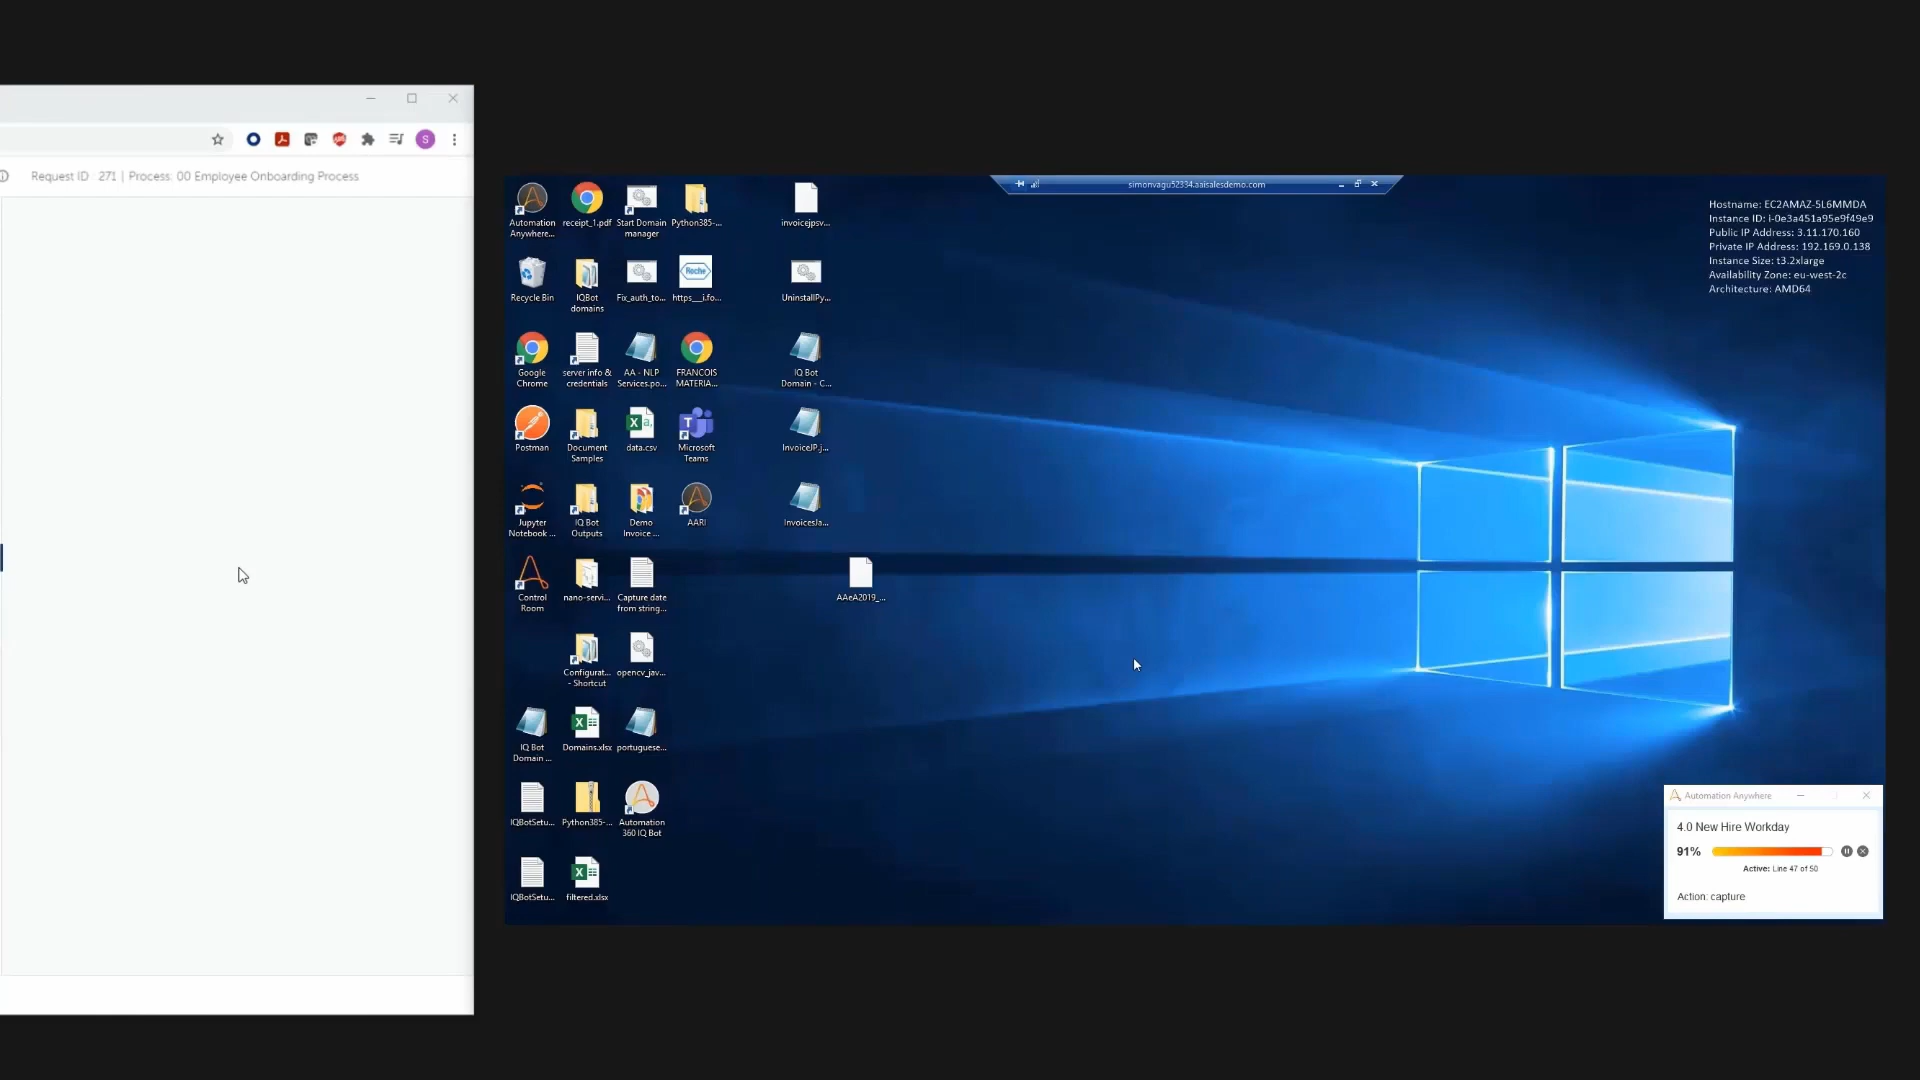 S
Request ID : 271 | Process: 00 Employee Onboarding Process
simonvagu52334.aaisalesdemo.com
Hostname: EC2AMAZ-5L6MMDA
Instance ID: i-0e3a451a95e9f49e9
Public IP Address: 3.11.170.160
Private IP Address: 192.169.0.138
Instance Size: t3.2xlarge
Availability Zone: eu-west-2c
Architecture: AMD64
Automation
Anywhere...
receipt_1.pdf
Start Domain
manager
Python385-...
invoicejpsv...
Recycle Bin
IQBot
domains
Fix_auth_to...
Roche
https__i.fo...
UninstallPy...
Google
Chrome
server info &
credentials
AA - NLP
Services.po...
FRANCOIS
MATERIA...
IQ Bot
Domain - C...
Postman
Document
Samples
data.csv
Microsoft
Teams
InvoiceJP.j...
Jupyter
Notebook ...
IQ Bot
Outputs
Demo
Invoice ...
AARI
InvoicesJa...
Control
Room
nano-servi...
Capture date
from string...
AAeA2019_...
Configurat...
- Shortcut
opencv_jav...
IQ Bot
Domain ...
Domains.xlsx
portuguese...
IQBotSetu...
Python385-...
Automation
360 IQ Bot
IQBotSetu...
filtered.xlsx
Automation Anywhere
4.0 New Hire Workday
91%
Active: Line 47 of 50
Action: capture